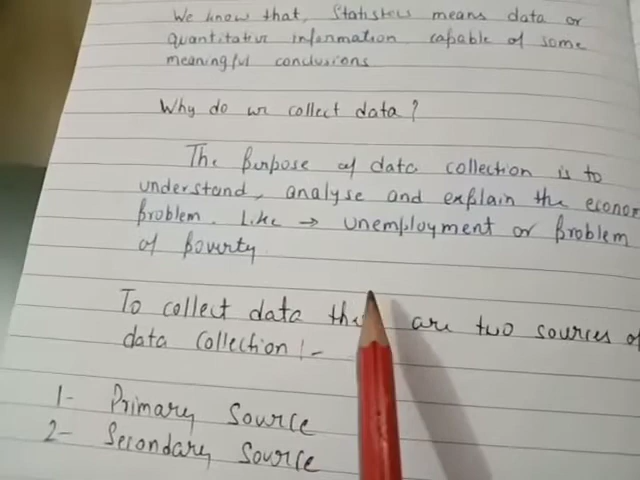 We know that, Statistics means data or
quantitative information capable of some
meaningful conclusions
Why do we collect data?
The Purpose of data collection is to
understand, analyse and explain the
problem. Like → unemployment or problem
of poverty
To collect data are two sources of
data collection:-
1- Primary Source
2- Secondary Source